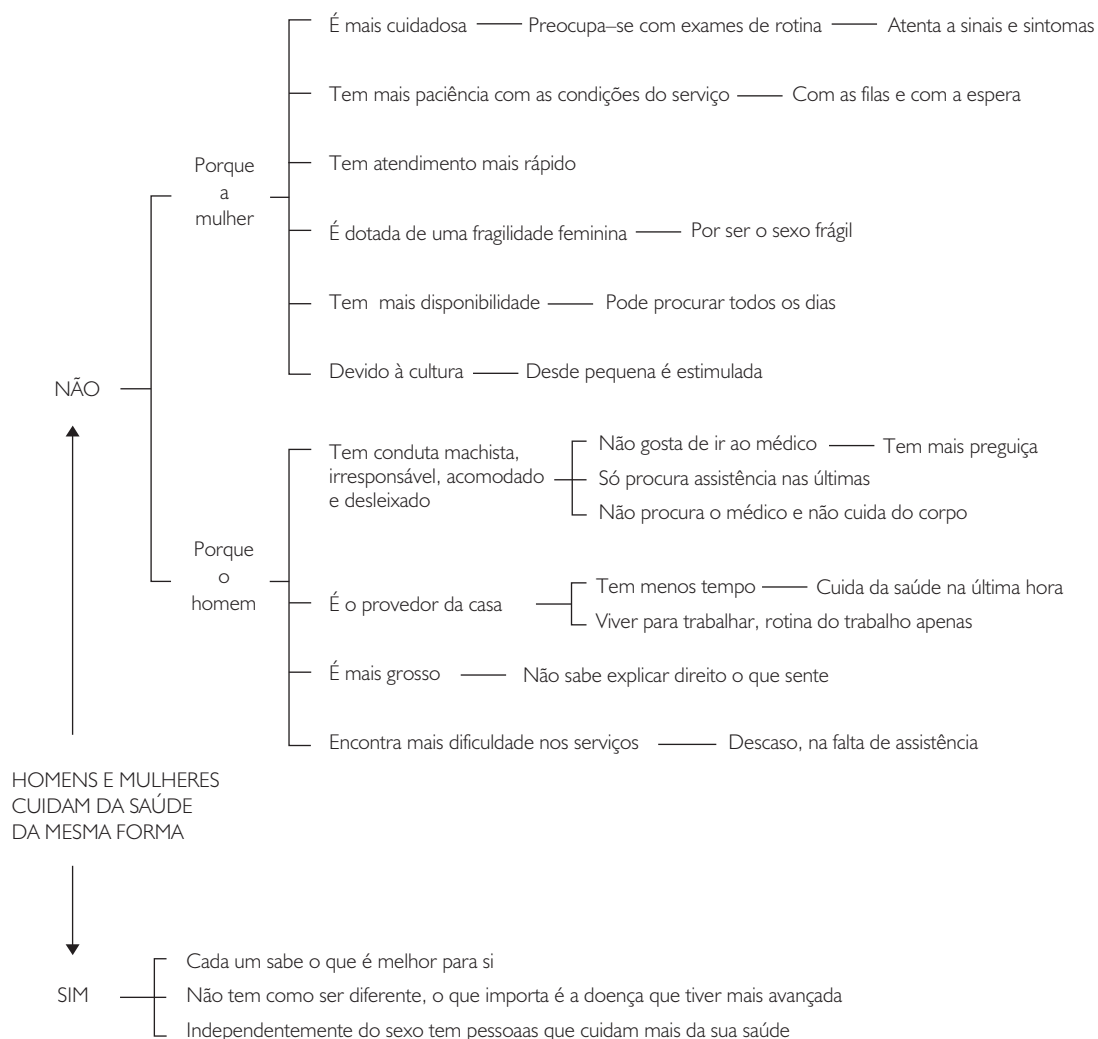 É mais cuidadosa
Preocupa–se com exames de rotina
Atenta a sinais e sintomas
Tem mais paciência com as condições do serviço
Com as filas e com a espera
Porque
a
mulher
Tem atendimento mais rápido
É dotada de uma fragilidade feminina
Por ser o sexo frágil
Tem mais disponibilidade
Pode procurar todos os dias
Devido à cultura
Desde pequena é estimulada
NÃO
Porque
o
homem
Tem conduta machista,
irresponsável, acomodado
e desleixado
Não gosta de ir ao médico
Tem mais preguiça
Só procura assistência nas últimas
Não procura o médico e não cuida do corpo
É o provedor da casa
Tem menos tempo
Cuida da saúde na última hora
Viver para trabalhar, rotina do trabalho apenas
É mais grosso
Não sabe explicar direito o que sente
Encontra mais dificuldade nos serviços
Descaso, na falta de assistência
HOMENS E MULHERES
CUIDAM DA SAÚDE
DA MESMA FORMA
SIM
Cada um sabe o que é melhor para si
Não tem como ser diferente, o que importa é a doença que tiver mais avançada
Independentemente do sexo tem pessoaas que cuidam mais da sua saúde